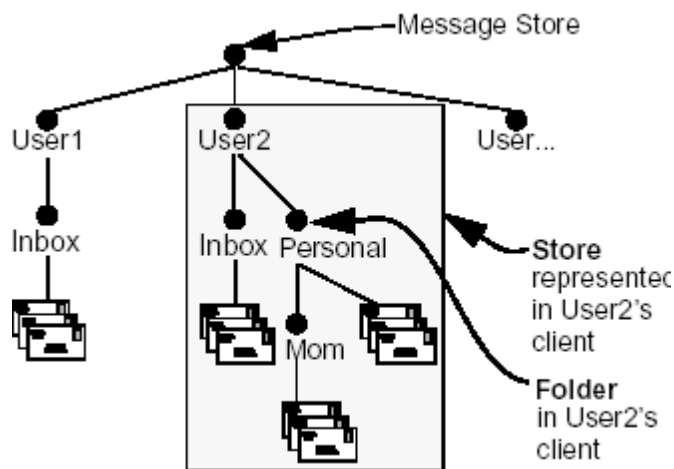 Message Store
User1
User2
User...
Inbox
Inbox
Personal
Store
represented
in User2's
client
Mom
Folder
in User2's
client